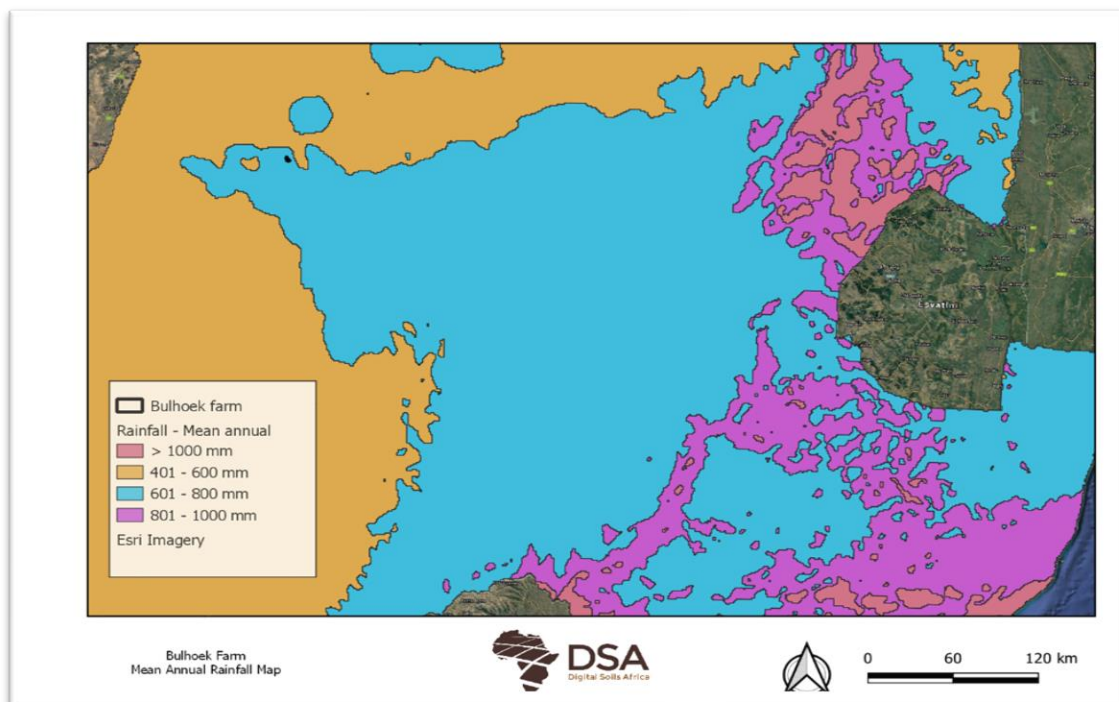 Eswatini
Bulhoek farm
Rainfall - Mean annual
> 1000 mm
401 - 600 mm
601 - 800 mm
801 - 1000 mm
Esri Imagery
Bulhoek Farm
Mean Annual Rainfall Map
DSA
Digital Soils Africa
0 60 120 km